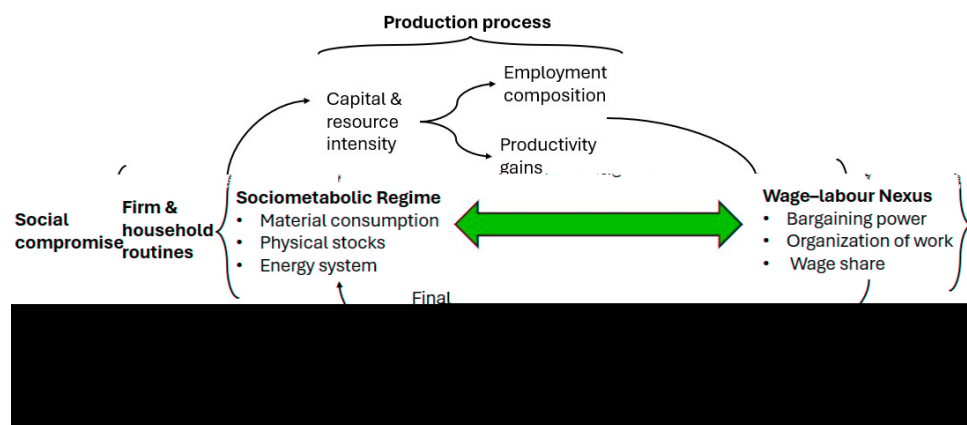 Production process
Employment
composition
Capital &
resource
intensity
Productivity
gains
Sociometabolic Regime
• Material consumption
• Physical stocks
• Energy system
Wage–labour Nexus
• Bargaining power
• Organization of work
• Wage share
Social
compromise
Firm &
household
routines
Final